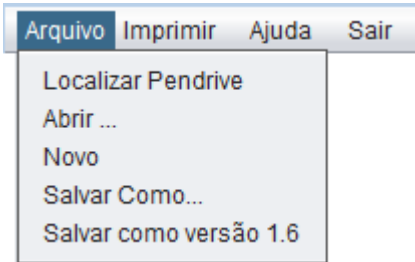 Arquivo Imprimir Ajuda Sair
Localizar Pendrive
Abrir ...
Novo
Salvar Como...
Salvar como versão 1.6